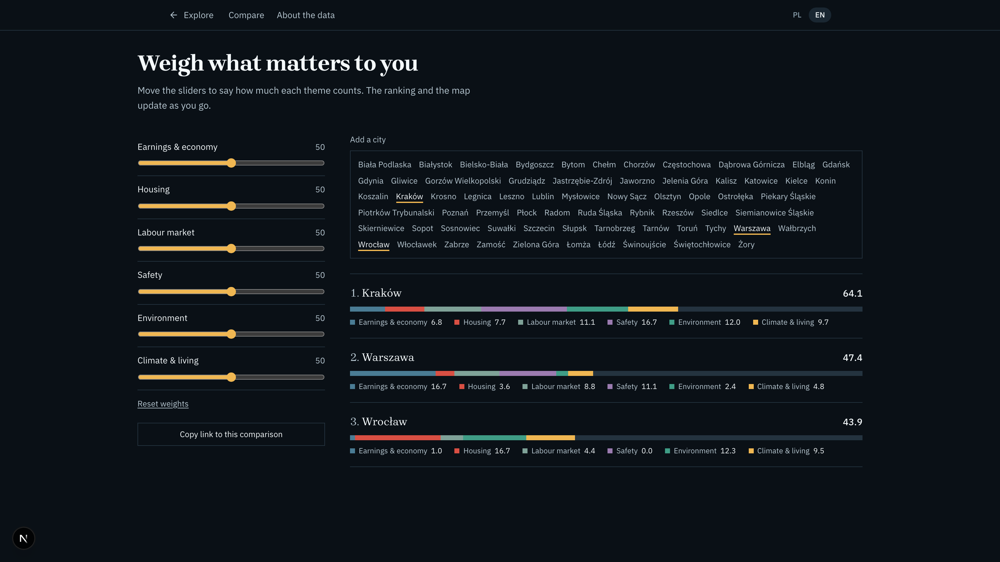 ← Explore Compare About the data PL EN
Weigh what matters to you
Move the sliders to say how much each theme counts. The ranking and the map
update as you go.
Earnings & economy 50
Housing 50
Labour market 50
Safety 50
Environment 50
Climate & living 50
Reset weights
Copy link to this comparison
Add a city
Biała Podlaska Białystok Bielsko-Biała Bydgoszcz Bytom Chełm Chorzów Częstochowa Dąbrowa Górnicza Elbląg Gdańsk
Gdynia Gliwice Gorzów Wielkopolski Grudziądz Jastrzębie-Zdrój Jaworzno Jelenia Góra Kalisz Katowice Kielce Konin
Koszalin Kraków Krosno Legnica Leszno Lublin Mysłowice Nowy Sącz Olsztyn Opole Ostrołęka Piekary Śląskie
Piotrków Trybunalski Poznań Przemyśl Płock Radom Ruda Śląska Rybnik Rzeszów Siedlce Siemianowice Śląskie
Skierniewice Sopot Sosnowiec Suwałki Szczecin Słupsk Tarnobrzeg Tarnów Toruń Tychy Warszawa Wałbrzych
Wrocław Włocławek Zabrze Zamość Zielona Góra Łomża Łódź Świnoujście Świętochłowice Żory
1. Kraków 64.1
Earnings & economy 6.8 Housing 7.7 Labour market 11.1 Safety 16.7 Environment 12.0 Climate & living 9.7
2. Warszawa 47.4
Earnings & economy 16.7 Housing 3.6 Labour market 8.8 Safety 11.1 Environment 2.4 Climate & living 4.8
3. Wrocław 43.9
Earnings & economy 1.0 Housing 16.7 Labour market 4.4 Safety 0.0 Environment 12.3 Climate & living 9.5
N